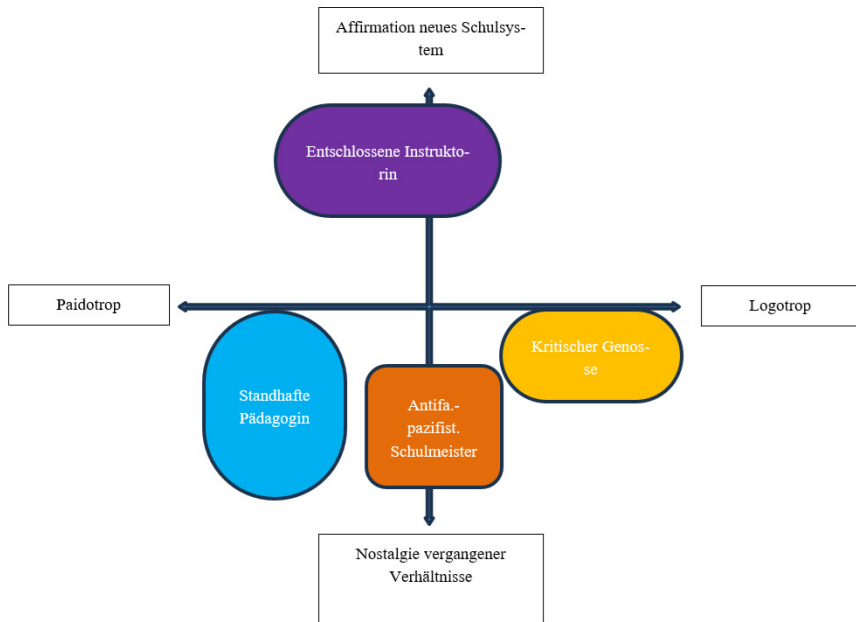 Affirmation neues Schulsys-
tem
Entschlossene Instrukto-
rin
Paidotrop
Logotrop
Kritischer Genos-
se
Standhafte
Pädagogin
Antifa.-
pazifist.
Schulmeister
Nostalgie vergangener
Verhältnisse